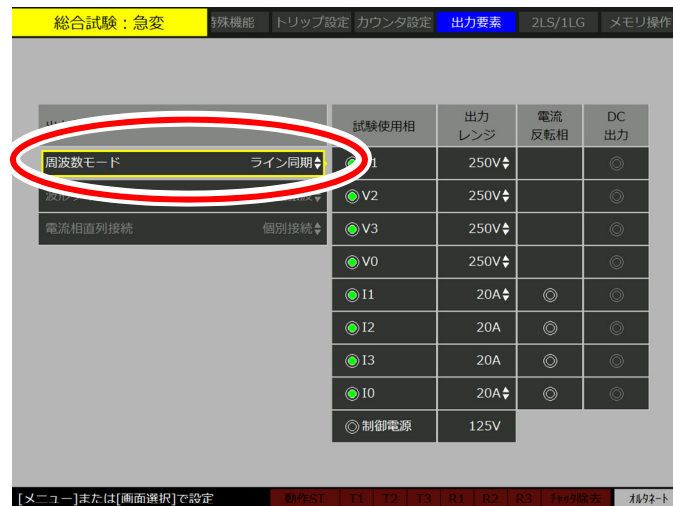 総合試験：急変
特殊機能 トリップ設定 カウンタ設定 出力要素 2LS/1LG メモリ操作
試験使用相 出力レンジ 電流反転相 DC出力
周波数モード ライン同期
1 250V
V2 250V
電流相直列接続 個別接続
V3 250V
V0 250V
I1 20A
I2 20A
I3 20A
I0 20A
制御電源 125V
[メニュー]または[画面選択]で設定 動作ST T1 T2 T3 R1 R2 R3 ﾁｬｯﾀ除去 ｵﾙﾀﾈｰﾄ